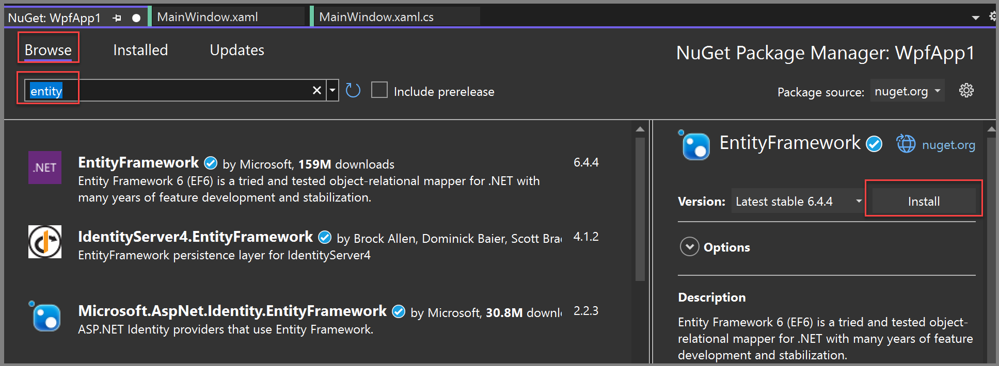 NuGet: WpfApp1
MainWindow.xaml
MainWindow.xaml.cs
Browse
Installed
Updates
NuGet Package Manager: WpfApp1
entity
Include prerelease
Package source:
nuget.org
.NET
EntityFramework by Microsoft, 159M downloads
6.4.4
Entity Framework 6 (EF6) is a tried and tested object-relational mapper for .NET with
many years of feature development and stabilization.
IdentityServer4.EntityFramework by Brock Allen, Dominick Baier, Scott
4.1.2
EntityFramework persistence layer for IdentityServer4
Microsoft.AspNet.Identity.EntityFramework by Microsoft, 30.8M
2.2.3
ASP.NET Identity providers that use Entity Framework.
EntityFramework
nuget.org
Version:
Latest stable 6.4.4
Install
Options
Description
Entity Framework 6 (EF6) is a tried and tested object-
relational mapper for .NET with many years of feature
development and stabilization.